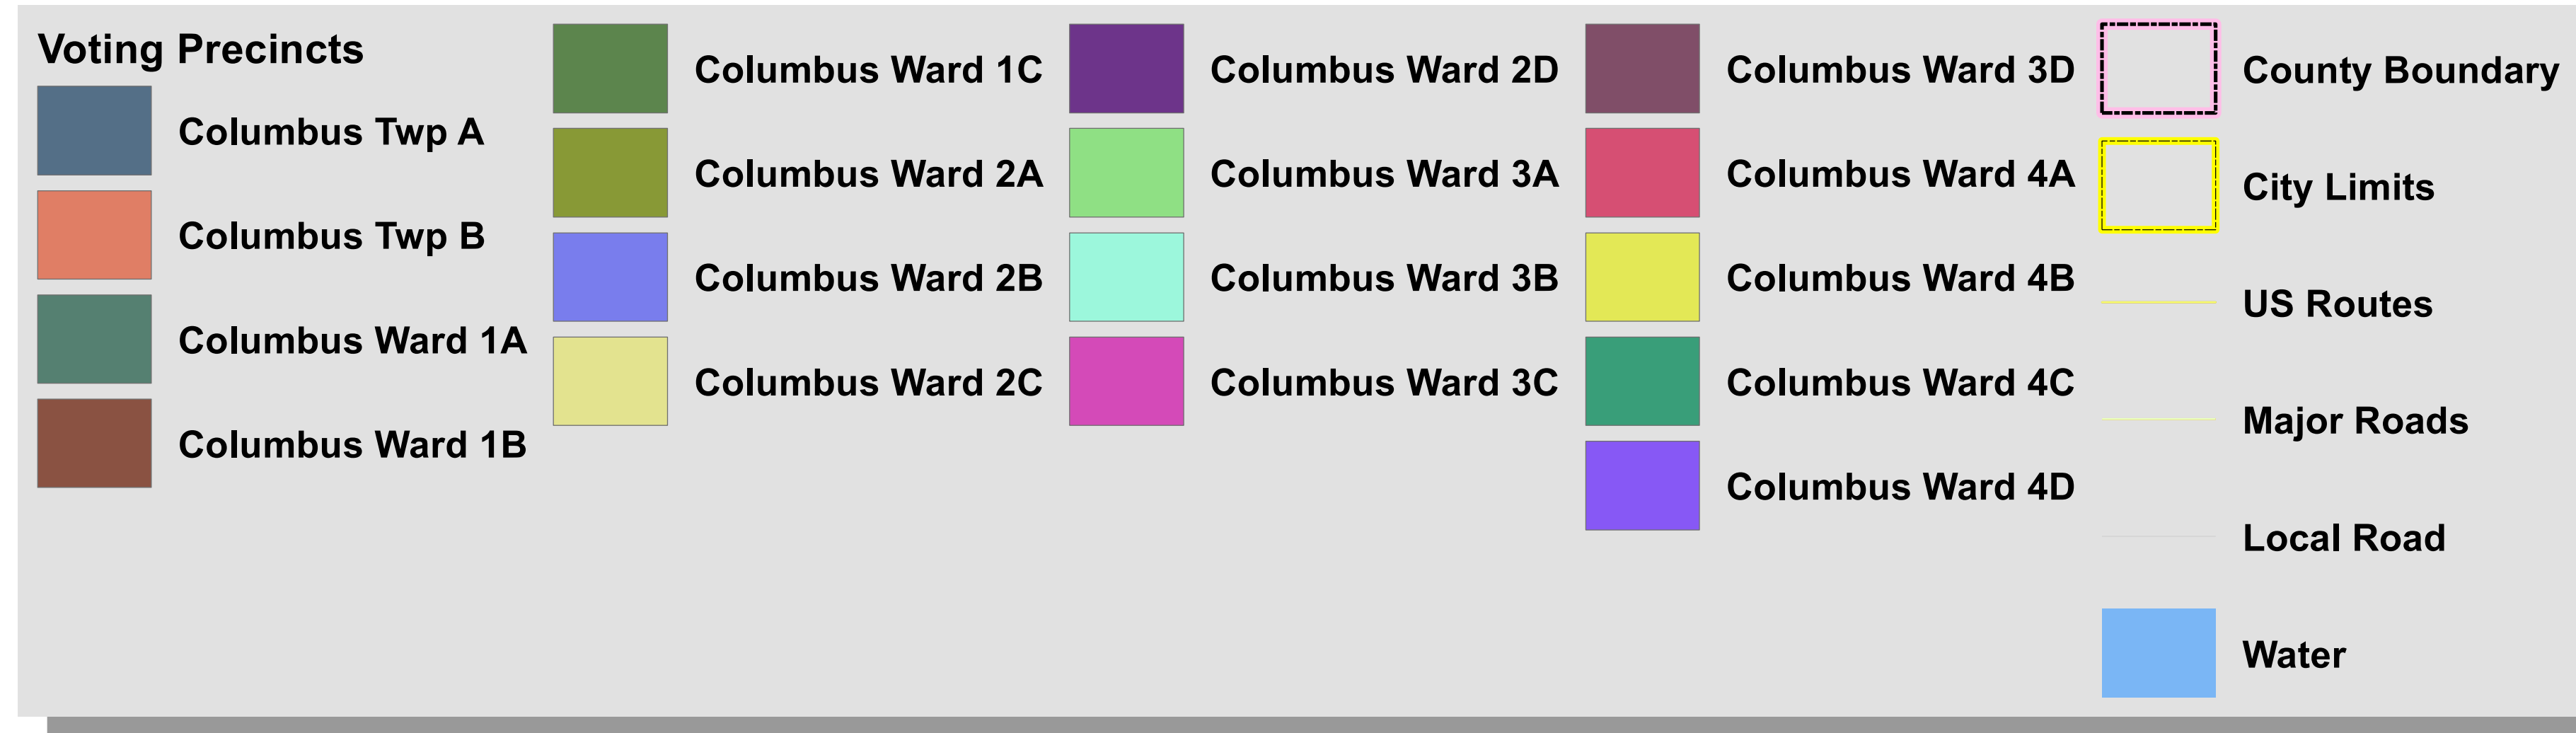 Voting Precincts
Columbus Twp A
Columbus Twp B
Columbus Ward 1A
Columbus Ward 1B
Columbus Ward 1C
Columbus Ward 2A
Columbus Ward 2B
Columbus Ward 2C
Columbus Ward 2D
Columbus Ward 3A
Columbus Ward 3B
Columbus Ward 3C
Columbus Ward 3D
Columbus Ward 4A
Columbus Ward 4B
Columbus Ward 4C
Columbus Ward 4D
County Boundary
City Limits
US Routes
Major Roads
Local Road
Water